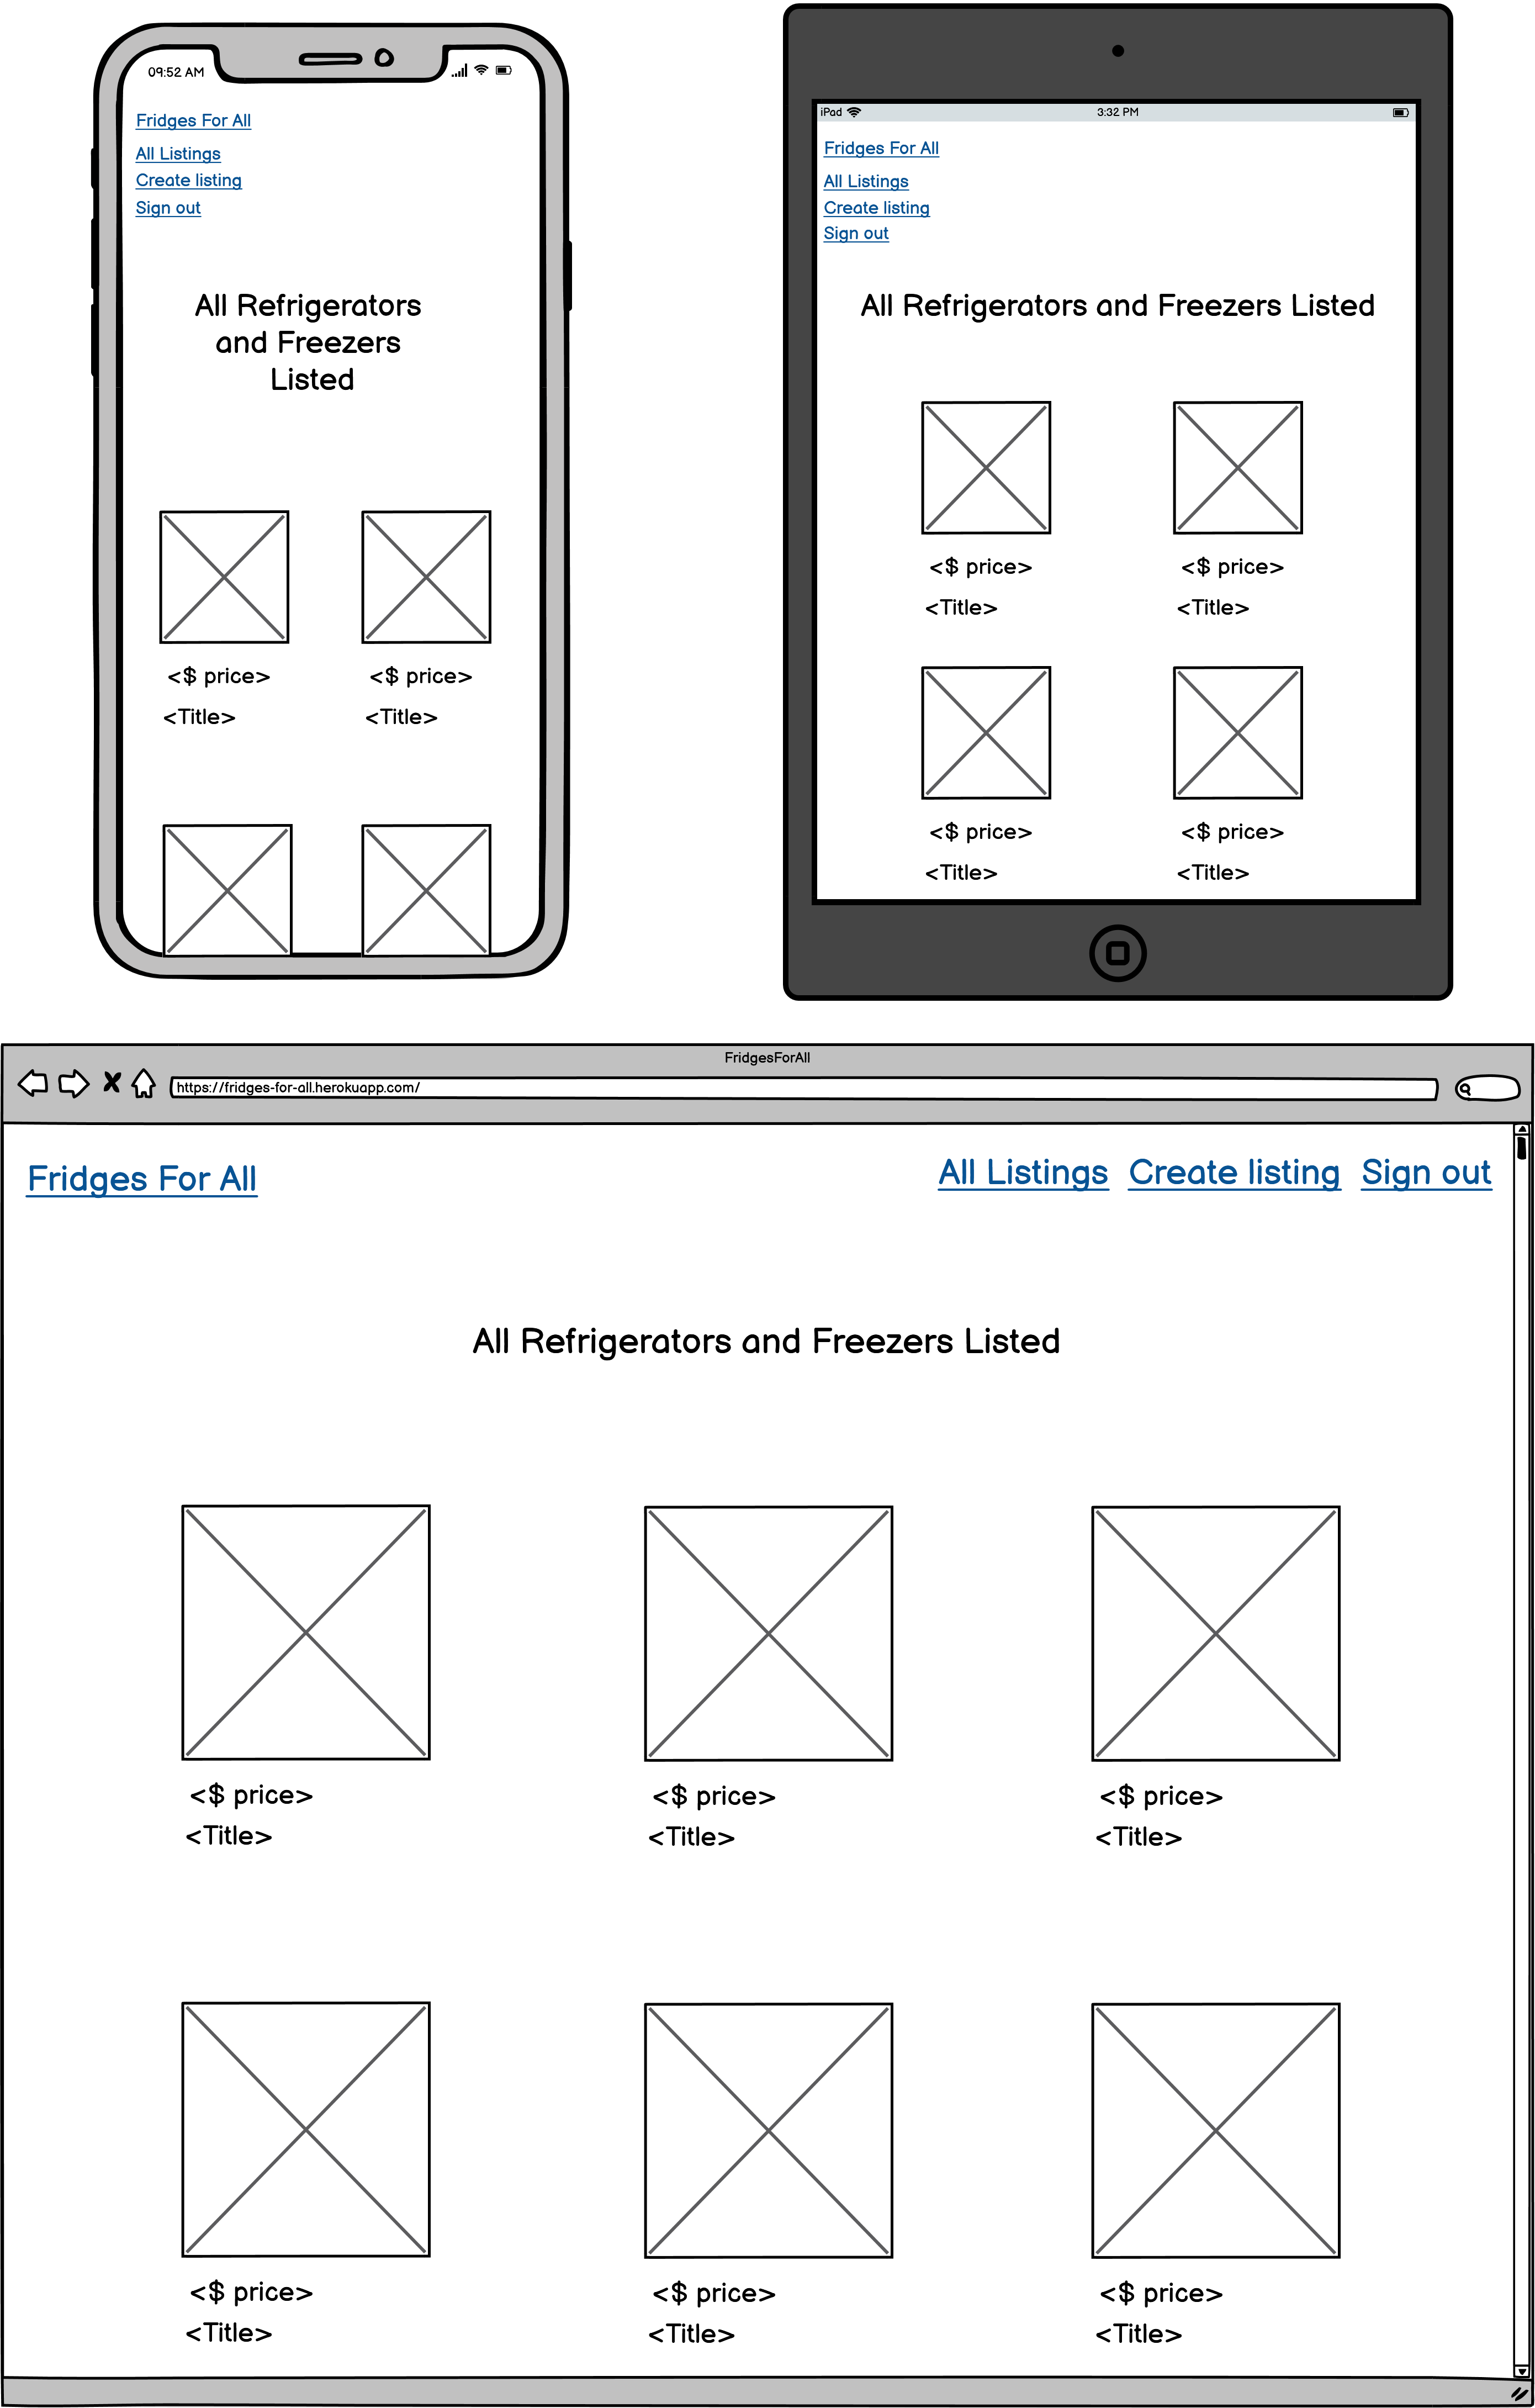 09:52 AM
Fridges For All
All Listings
Create listing
Sign out
All Refrigerators
and Freezers
Listed
<$ price> <$ price>
<Title> <Title>
iPad 3:32 PM
Fridges For All
All Listings
Create listing
Sign out
All Refrigerators and Freezers Listed
<$ price> <$ price>
<Title> <Title>
<$ price> <$ price>
<Title> <Title>
FridgesForAll
https://fridges-for-all.herokuapp.com/
Fridges For All All Listings Create listing Sign out
All Refrigerators and Freezers Listed
<$ price> <$ price> <$ price>
<Title> <Title> <Title>
<$ price> <$ price> <$ price>
<Title> <Title> <Title>